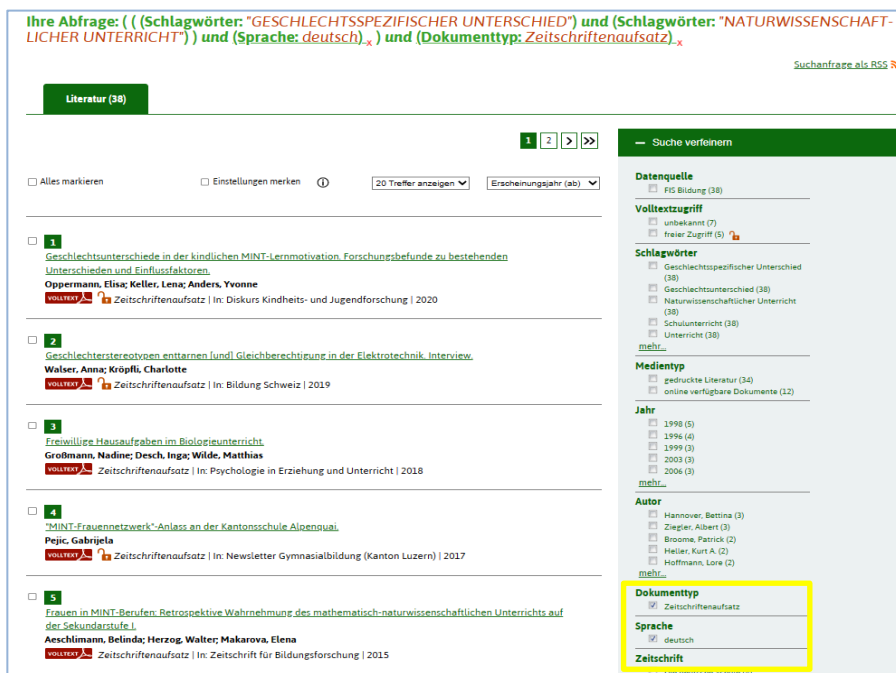 Ihre Abfrage: ( ( (Schlagwörter: "GESCHLECHTSSPEZIFISCHER UNTERSCHIED") und (Schlagwörter: "NATURWISSENSCHAFT-
LICHER UNTERRICHT") ) und (Sprache: deutsch) x ) und (Dokumenttyp: Zeitschriftenaufsatz) x
Suchanfrage als RSS
Literatur (38)
1 2 > >>
Alles markieren
Einstellungen merken
20 Treffer anzeigen
Erscheinungsjahr (ab)
1
Geschlechtsunterschiede in der kindlichen MINT-Lernmotivation. Forschungsbefunde zu bestehenden
Unterschieden und Einflussfaktoren.
Oppermann, Elisa; Keller, Lena; Anders, Yvonne
VOLLTEXT Zeitschriftenaufsatz | In: Diskurs Kindheits- und Jugendforschung | 2020
2
Geschlechterstereotypen enttarnen [und] Gleichberechtigung in der Elektrotechnik. Interview.
Walser, Anna; Kröpfli, Charlotte
VOLLTEXT Zeitschriftenaufsatz | In: Bildung Schweiz | 2019
3
Freiwillige Hausaufgaben im Biologieunterricht.
Großmann, Nadine; Desch, Inga; Wilde, Matthias
VOLLTEXT Zeitschriftenaufsatz | In: Psychologie in Erziehung und Unterricht | 2018
4
"MINT-Frauennetzwerk"-Anlass an der Kantonsschule Alpenquai.
Pejic, Gabrijela
VOLLTEXT Zeitschriftenaufsatz | In: Newsletter Gymnasialbildung (Kanton Luzern) | 2017
5
Frauen in MINT-Berufen: Retrospektive Wahrnehmung des mathematisch-naturwissenschaftlichen Unterrichts auf
der Sekundarstufe I.
Aeschlimann, Belinda; Herzog, Walter; Makarova, Elena
VOLLTEXT Zeitschriftenaufsatz | In: Zeitschrift für Bildungsforschung | 2015
— Suche verfeinern
Datenquelle
FIS Bildung (38)
Volltextzugriff
unbekannt (7)
freier Zugriff (5)
Schlagwörter
Geschlechtsspezifischer Unterschied
(38)
Geschlechtsunterschied (38)
Naturwissenschaftlicher Unterricht
(38)
Schulunterricht (38)
Unterricht (38)
mehr...
Medientyp
gedruckte Literatur (34)
online verfügbare Dokumente (12)
Jahr
1998 (5)
1996 (4)
1999 (3)
2003 (3)
2006 (3)
mehr...
Autor
Hannover, Bettina (3)
Ziegler, Albert (3)
Broome, Patrick (2)
Heller, Kurt A. (2)
Hoffmann, Lore (2)
mehr...
Dokumenttyp
Zeitschriftenaufsatz
Sprache
deutsch
Zeitschrift